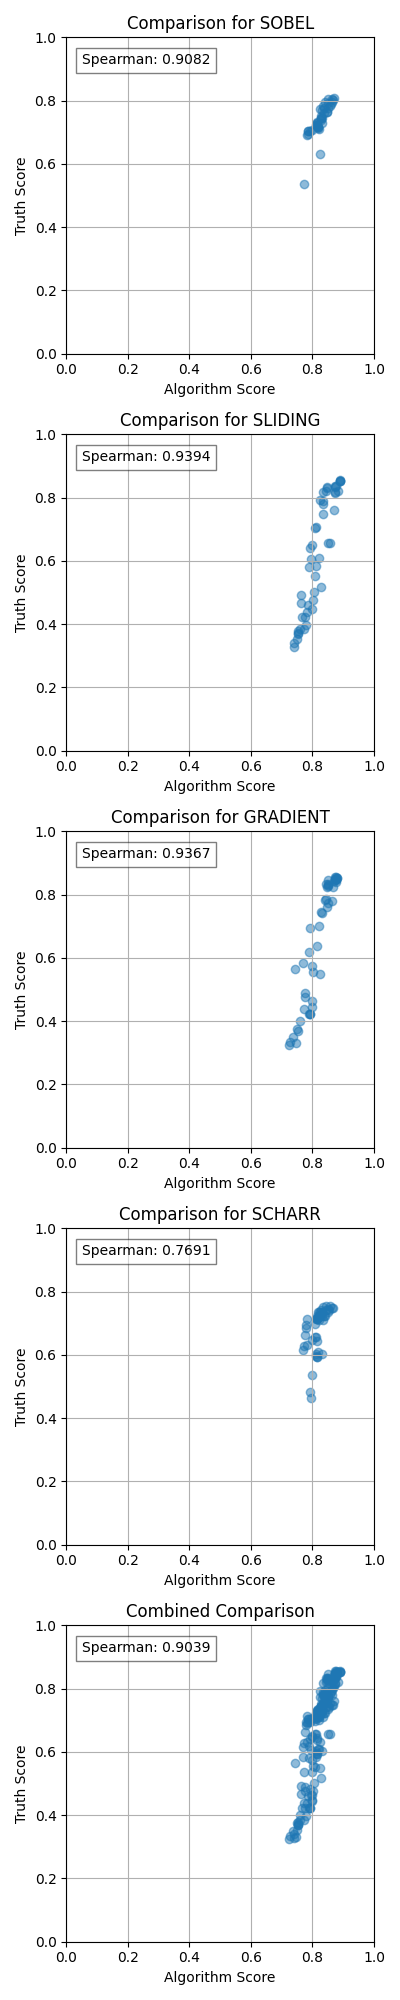 Comparison for SOBEL
1.0
Spearman: 0.9082
0.8
0.6
Truth Score
0.4
0.2
0.0
0.0 0.2 0.4 0.6 0.8 1.0
Algorithm Score
Comparison for SLIDING
1.0
Spearman: 0.9394
0.8
0.6
Truth Score
0.4
0.2
0.0
0.0 0.2 0.4 0.6 0.8 1.0
Algorithm Score
Comparison for GRADIENT
1.0
Spearman: 0.9367
0.8
0.6
Truth Score
0.4
0.2
0.0
0.0 0.2 0.4 0.6 0.8 1.0
Algorithm Score
Comparison for SCHARR
1.0
Spearman: 0.7691
0.8
0.6
Truth Score
0.4
0.2
0.0
0.0 0.2 0.4 0.6 0.8 1.0
Algorithm Score
Combined Comparison
1.0
Spearman: 0.9039
0.8
0.6
Truth Score
0.4
0.2
0.0
0.0 0.2 0.4 0.6 0.8 1.0
Algorithm Score